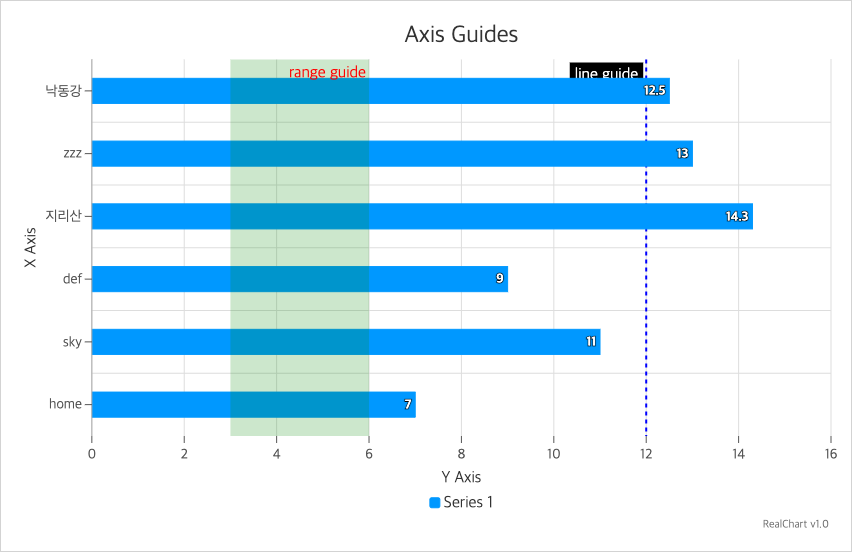 Axis Guides
range guide
line guide
낙동강
12.5
zzz
13
지리산
14.3
X Axis
def
9
sky
11
home
7
0 2 4 6 8 10 12 14 16
Y Axis
Series 1
RealChart v1.0